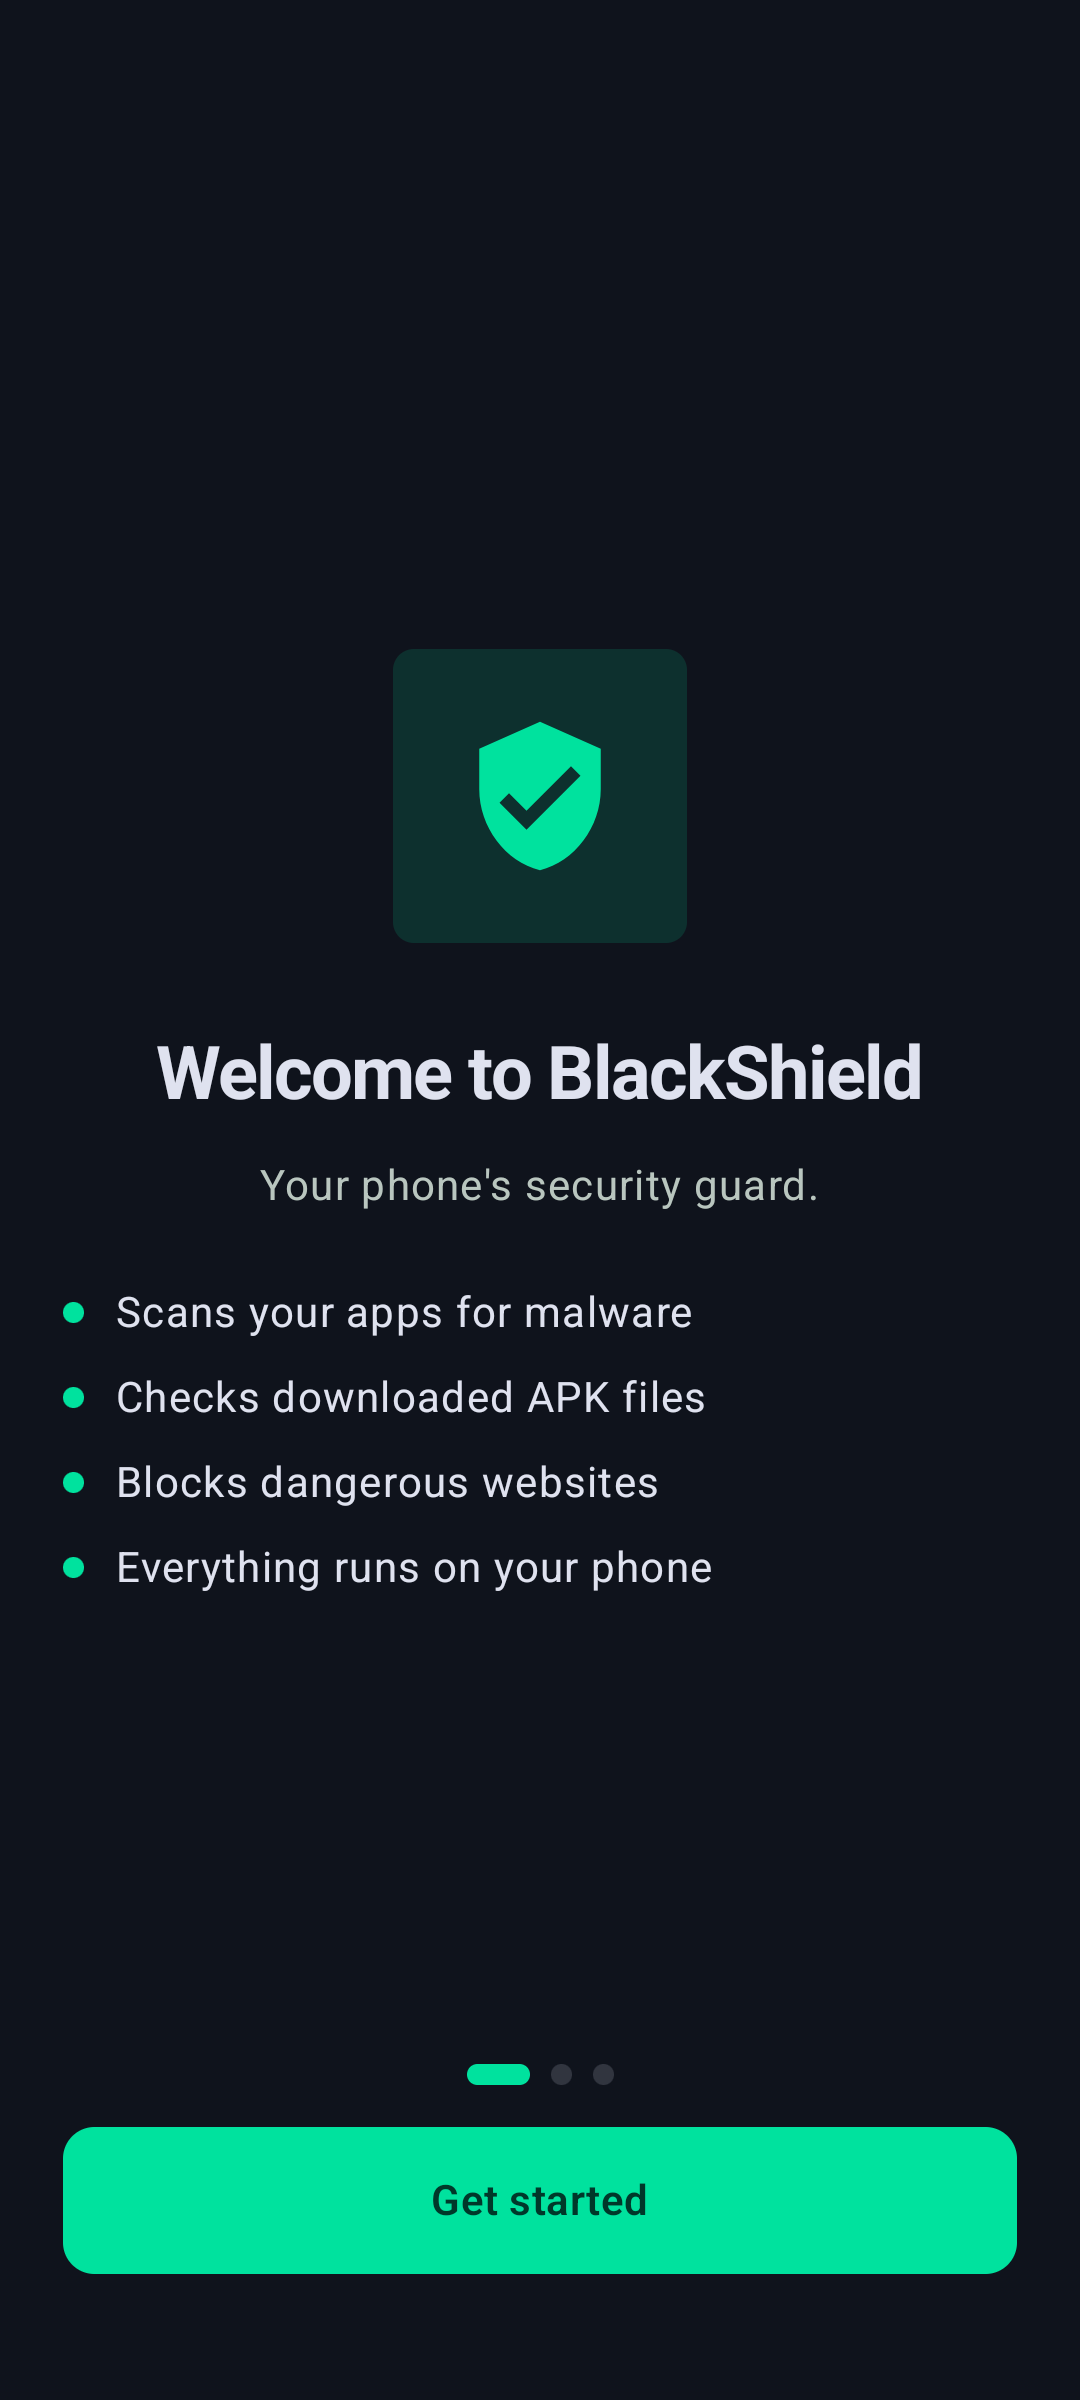 Welcome to BlackShield
Your phone's security guard.
Scans your apps for malware
Checks downloaded APK files
Blocks dangerous websites
Everything runs on your phone
Get started